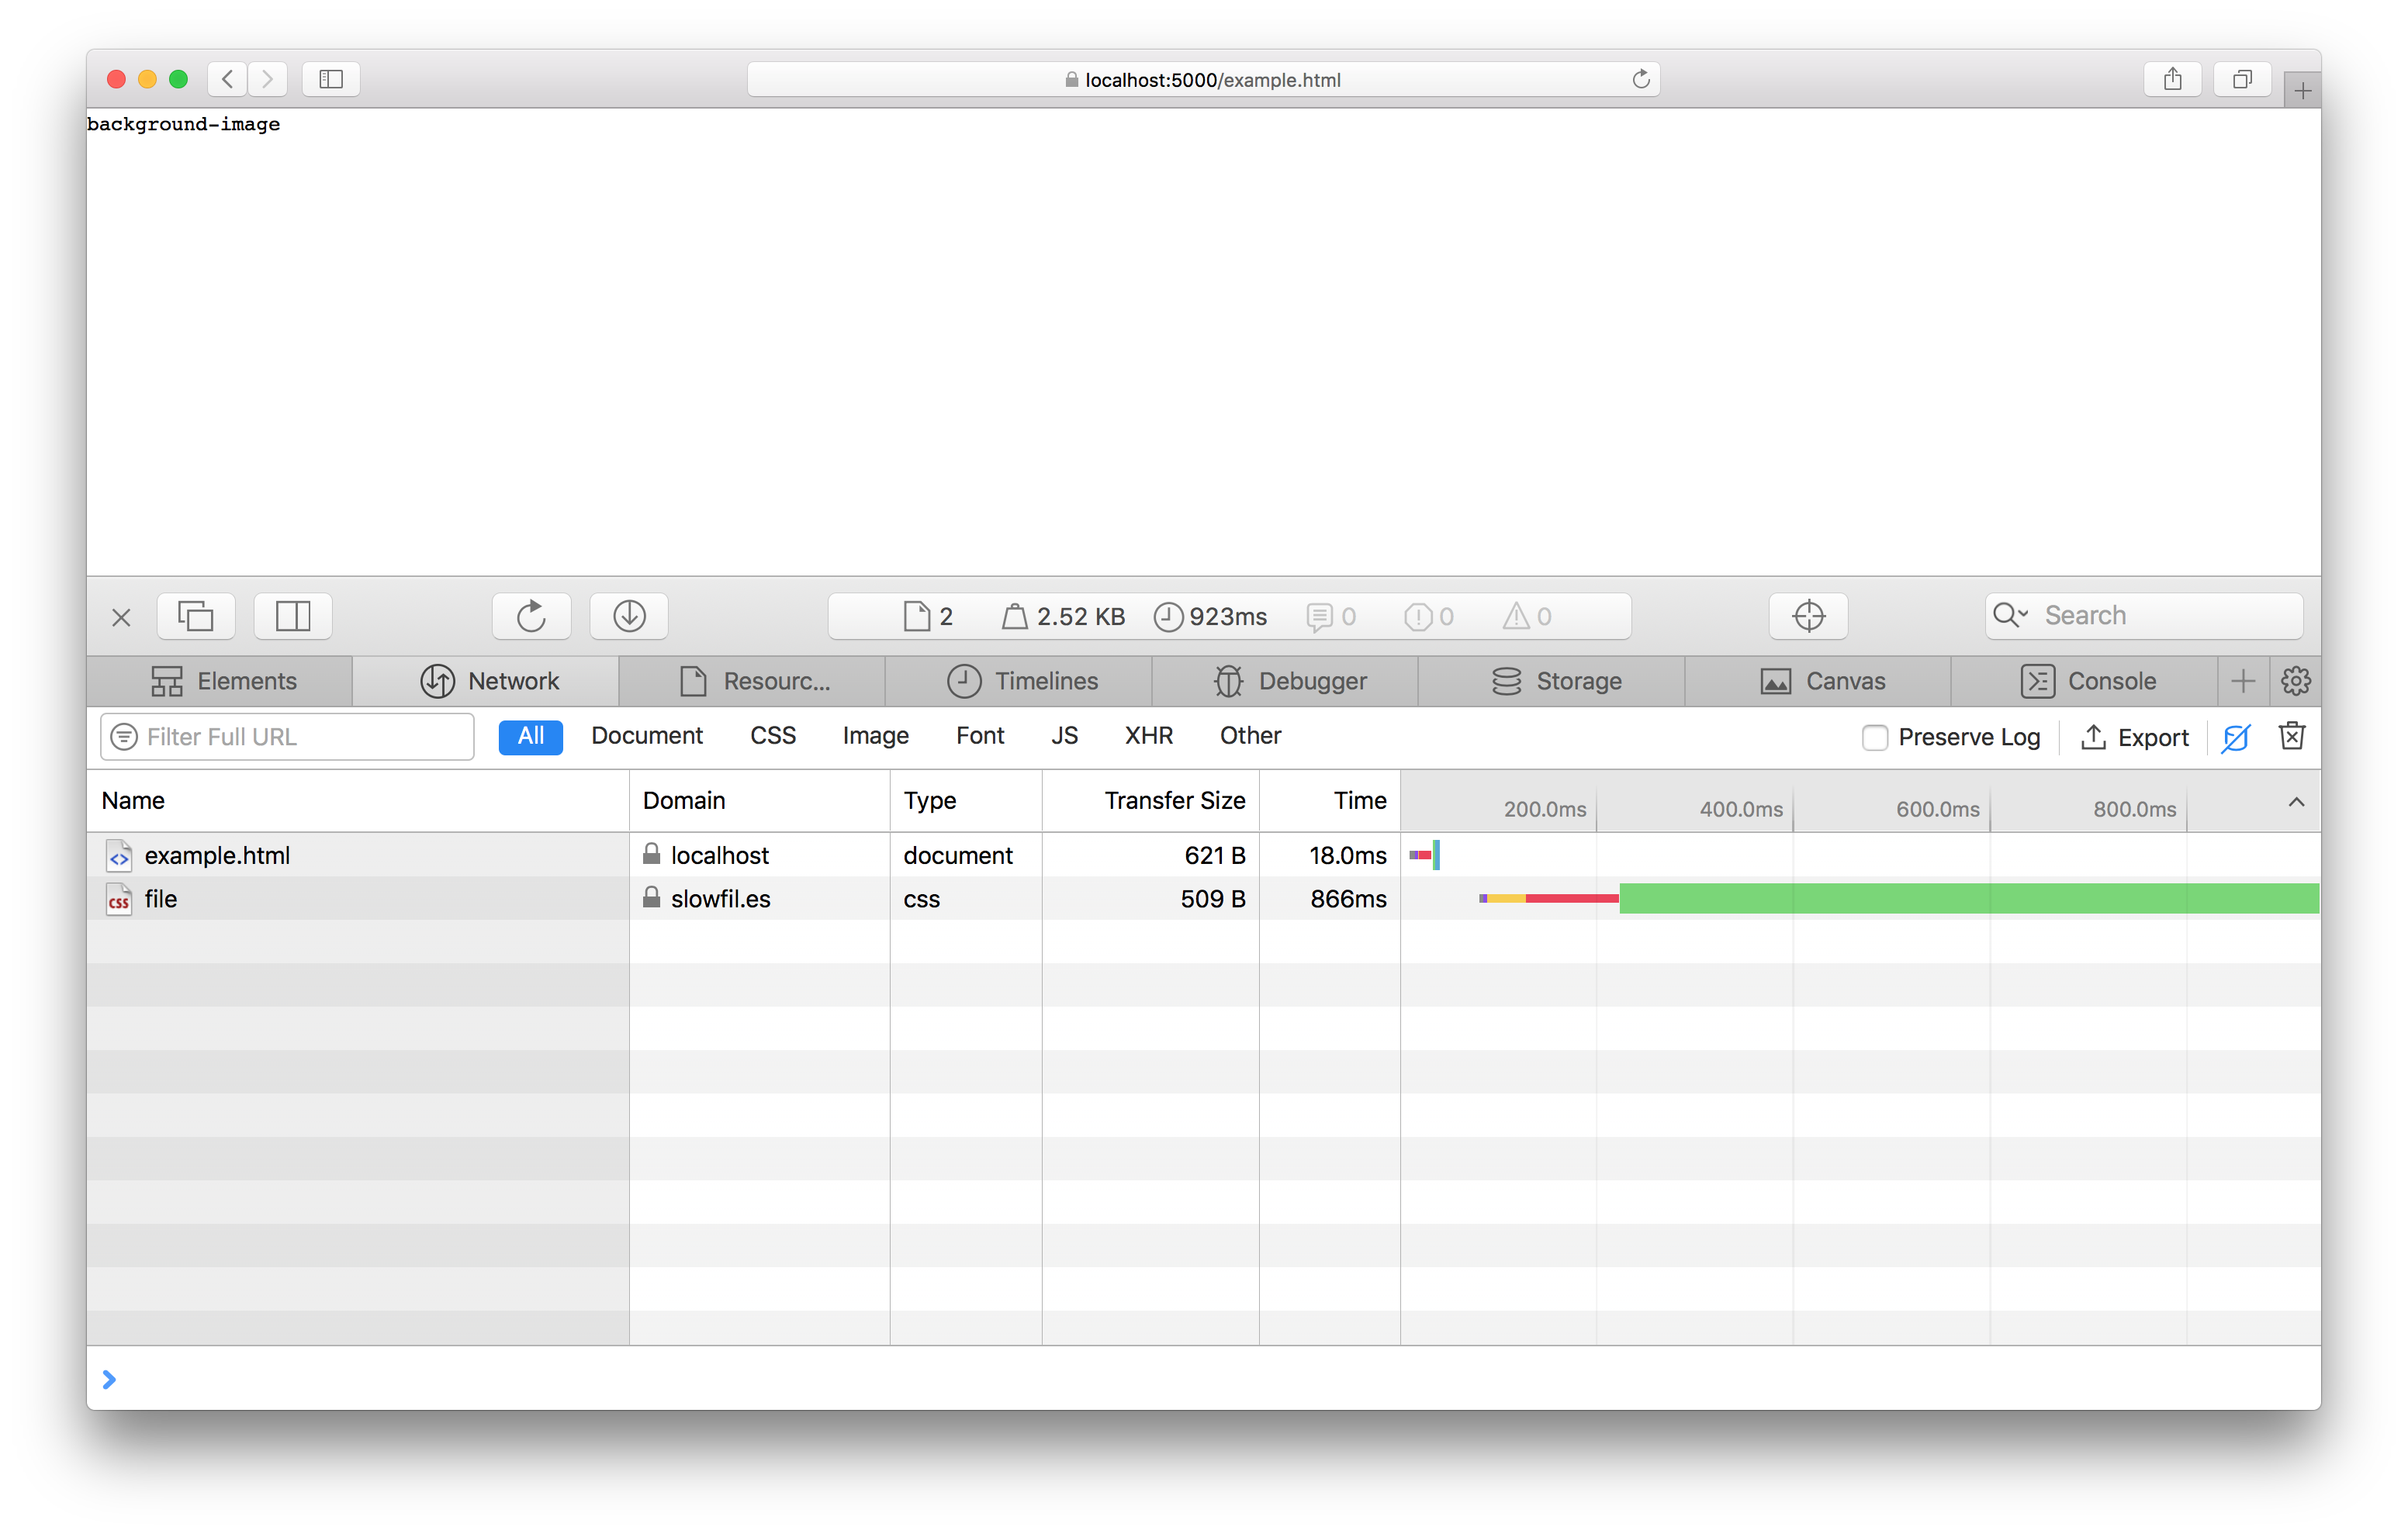 localhost:5000/example.html
background-image
2 2.52 KB 923ms 0 0 0 Search
Elements Network Resourc... Timelines Debugger Storage Canvas Console
Filter Full URL All Document CSS Image Font JS XHR Other Preserve Log Export
Name Domain Type Transfer Size Time 200.0ms 400.0ms 600.0ms 800.0ms
example.html localhost document 621 B 18.0ms
css file slowfil.es css 509 B 866ms